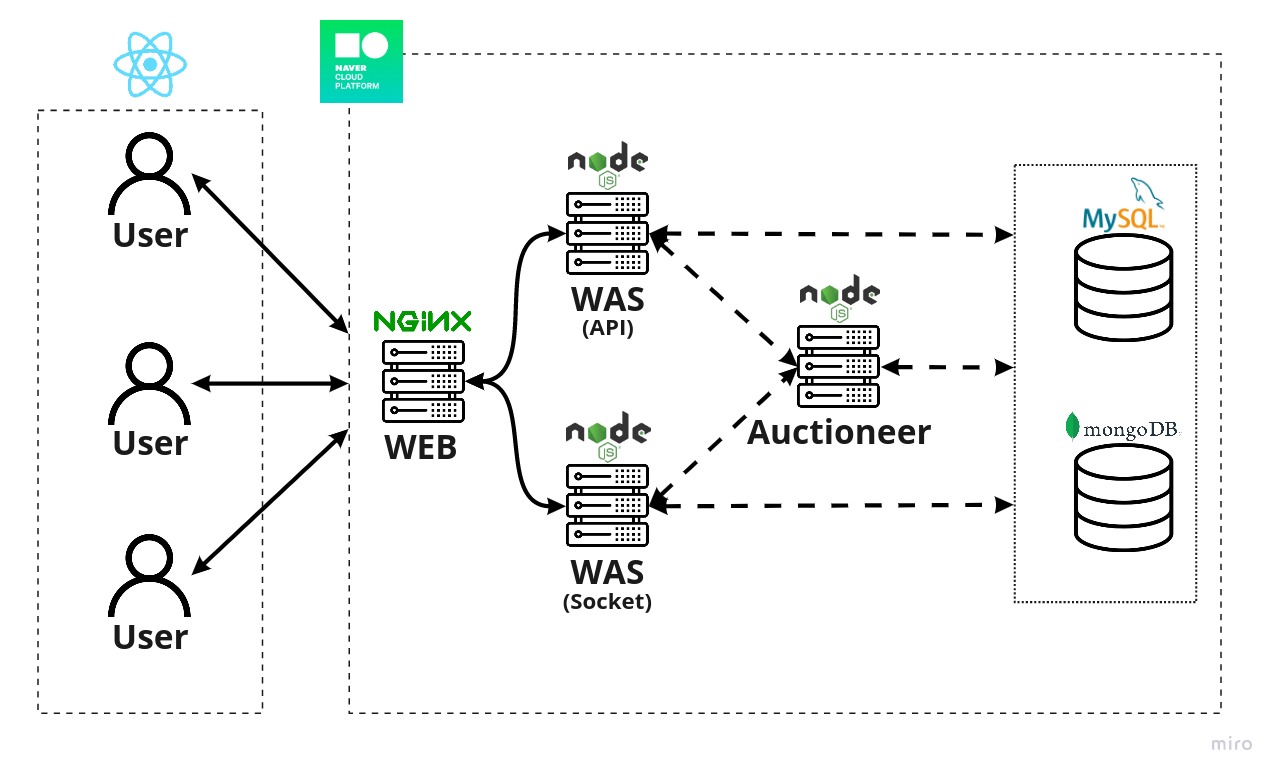 NAVER
CLOUD
PLATFORM
User
User
User
NGINX
WEB
node
JS
WAS
(API)
node
JS
WAS
(Socket)
node
JS
Auctioneer
MySQL
mongoDB
miro